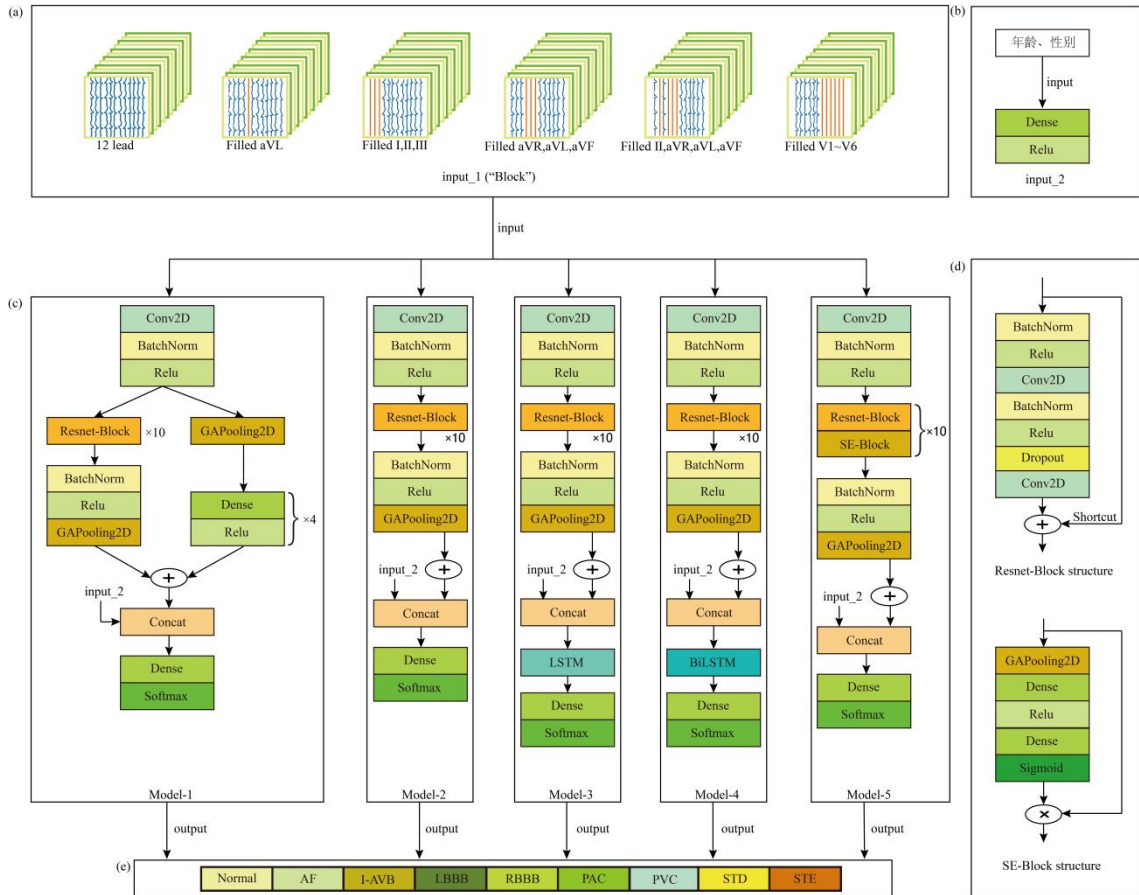 (a)
12 lead
Filled aVL
Filled I,II,III
Filled aVR,aVL,aVF
Filled II,aVR,aVL,aVF
Filled V1~V6
input_1 (“Block”)
(b)
年龄、性别
input
Dense
Relu
input_2
input
(c)
Conv2D
BatchNorm
Relu
Resnet-Block
×10
GAPooling2D
BatchNorm
Relu
GAPooling2D
Dense
Relu
×4
+
input_2
Concat
Dense
Softmax
Model-1
Conv2D
BatchNorm
Relu
Resnet-Block
×10
BatchNorm
Relu
GAPooling2D
input_2
+
Concat
Dense
Softmax
Model-2
Conv2D
BatchNorm
Relu
Resnet-Block
×10
BatchNorm
Relu
GAPooling2D
input_2
+
Concat
LSTM
Dense
Softmax
Model-3
Conv2D
BatchNorm
Relu
Resnet-Block
×10
BatchNorm
Relu
GAPooling2D
input_2
+
Concat
BiLSTM
Dense
Softmax
Model-4
Conv2D
BatchNorm
Relu
Resnet-Block
SE-Block
×10
BatchNorm
Relu
GAPooling2D
+
input_2
Concat
Dense
Softmax
Model-5
(d)
BatchNorm
Relu
Conv2D
BatchNorm
Relu
Dropout
Conv2D
Shortcut
+
Resnet-Block structure
GAPooling2D
Dense
Relu
Dense
Sigmoid
×
SE-Block structure
output
output
output
output
output
(e)
Normal
AF
I-AVB
LBBB
RBBB
PAC
PVC
STD
STE